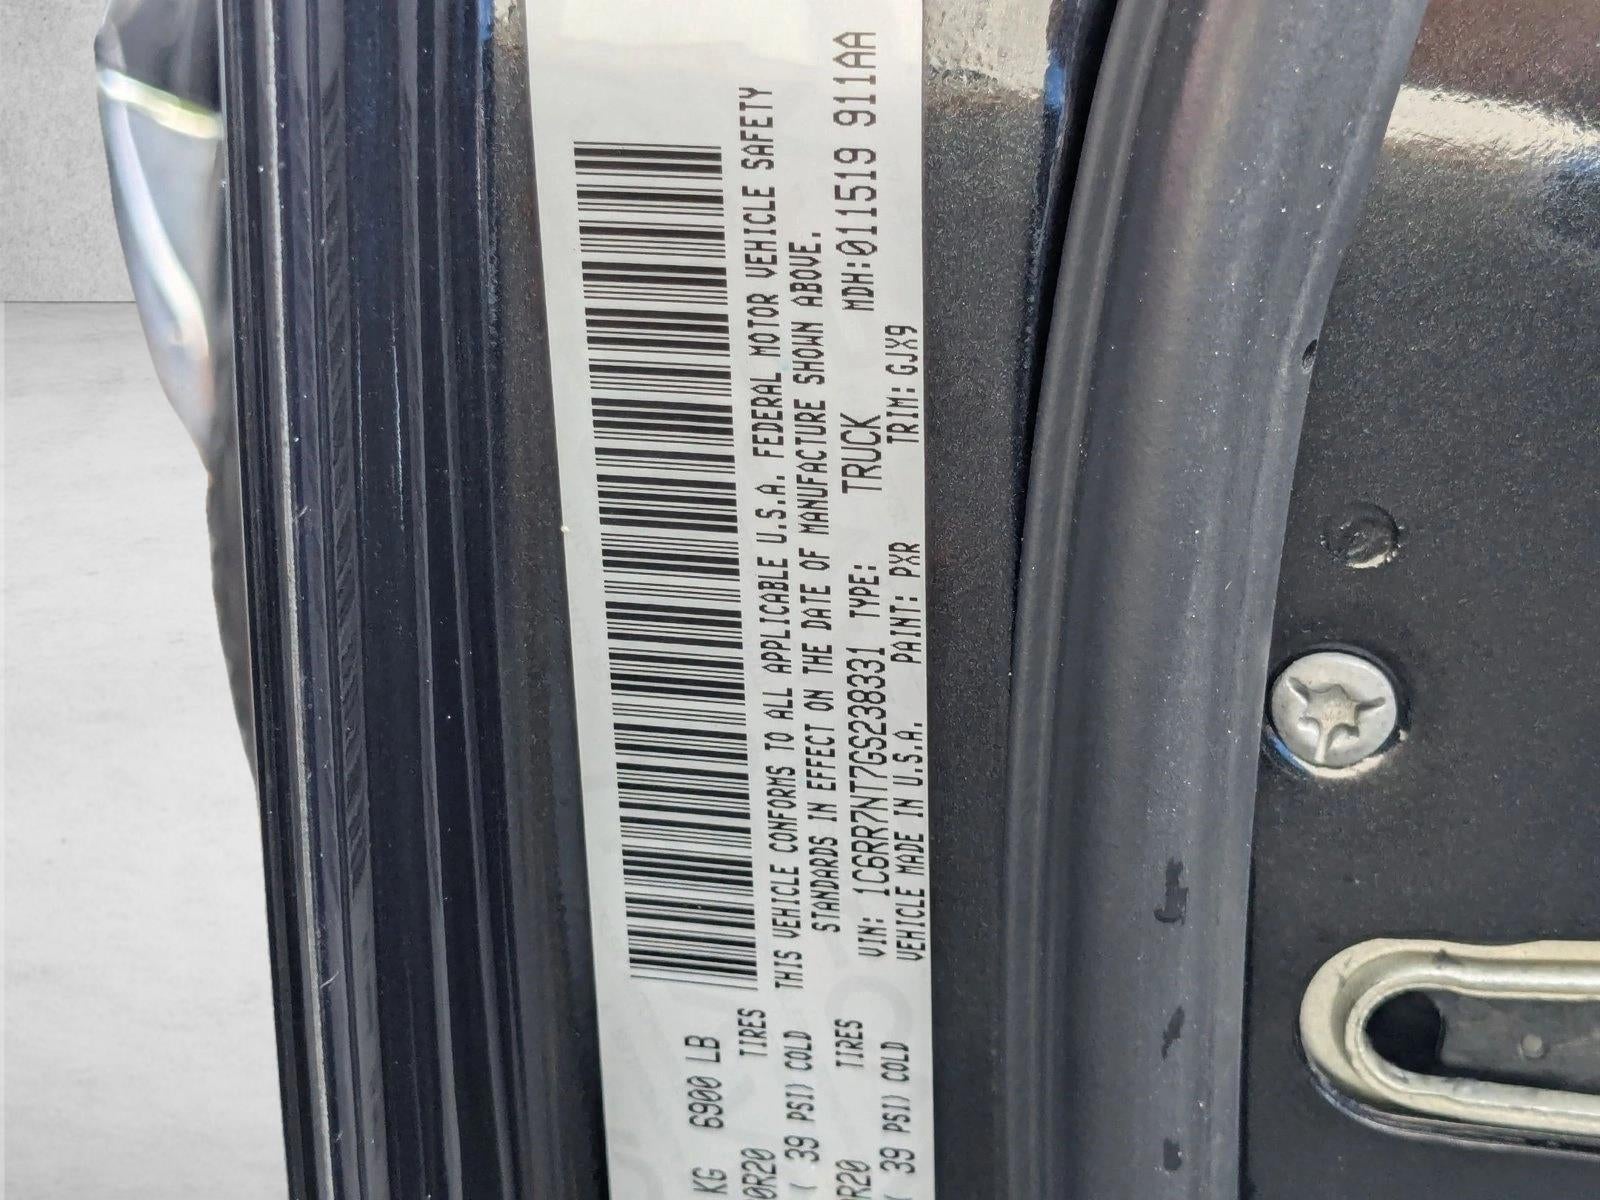 KG 6900 LB
0R20 TIRES
( 39 PSI) COLD
THIS VEHICLE CONFORMS TO ALL APPLICABLE U.S.A. FEDERAL MOTOR VEHICLE SAFETY
STANDARDS IN EFFECT ON THE DATE OF MANUFACTURE SHOWN ABOVE.
0R20 TIRES
( 39 PSI) COLD
VIN: 1C6RR7NT7GS238331 TYPE: TRUCK MDH:011519 911AA
VEHICLE MADE IN U.S.A. PAINT: PXR TRIM: GJX9